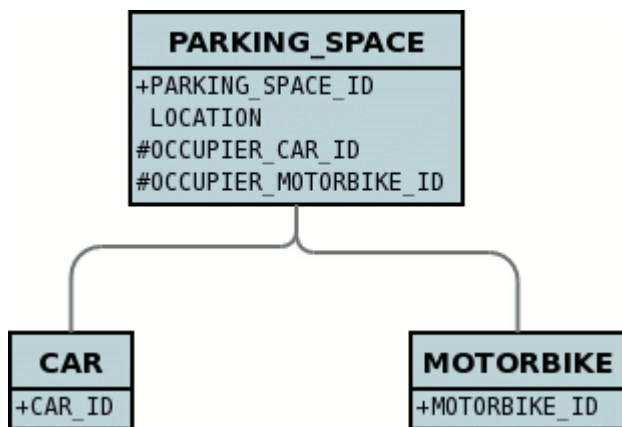 PARKING_SPACE
+PARKING_SPACE_ID
LOCATION
#OCCUPIER_CAR_ID
#OCCUPIER_MOTORBIKE_ID
CAR
+CAR_ID
MOTORBIKE
+MOTORBIKE_ID